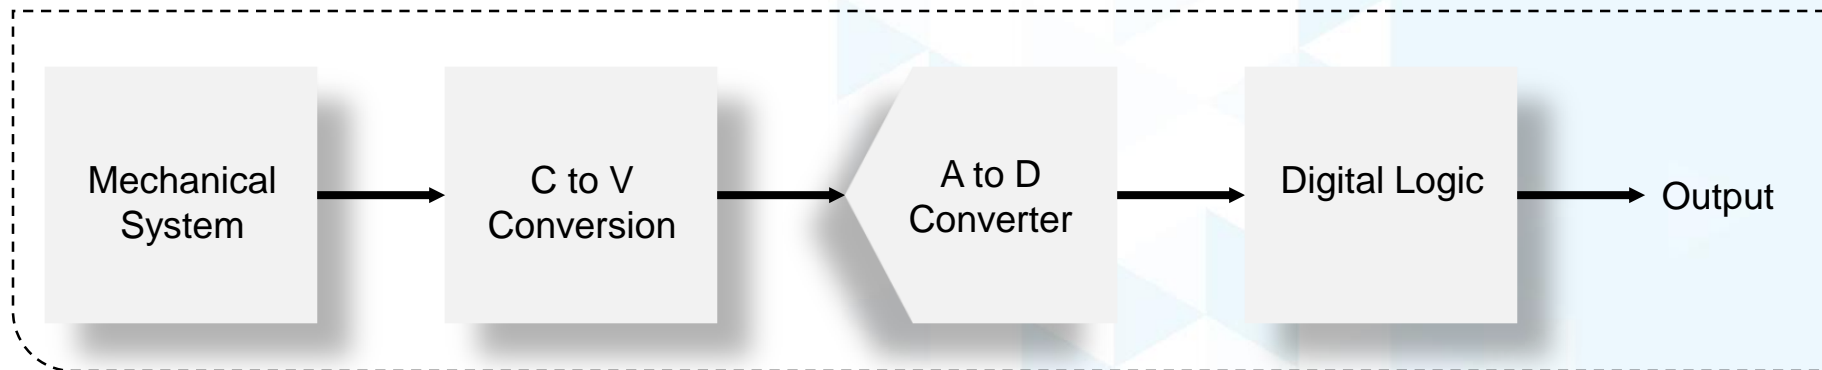 Mechanical
System
C to V
Conversion
A to D
Converter
Digital Logic
Output